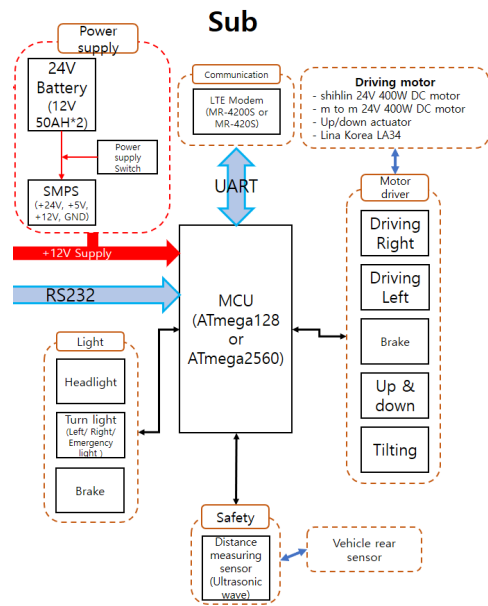 Sub
Power
supply
24V
Battery
(12V
50AH*2)
Power
supply
Switch
SMPS
(+24V, +5V,
+12V, GND)
+12V Supply
RS232
Communication
LTE Modem
(MR-4200S or
MR-420S)
UART
Driving motor
- shihlin 24V 400W DC motor
- m to m 24V 400W DC motor
- Up/down actuator
- Lina Korea LA34
Motor
driver
Driving
Right
Driving
Left
Brake
Up &
down
Tilting
MCU
(ATmega128
or
ATmega2560)
Light
Headlight
Turn light
(Left/ Right/
Emergency
light )
Brake
Safety
Distance
measuring
sensor
(Ultrasonic
wave)
Vehicle rear
sensor